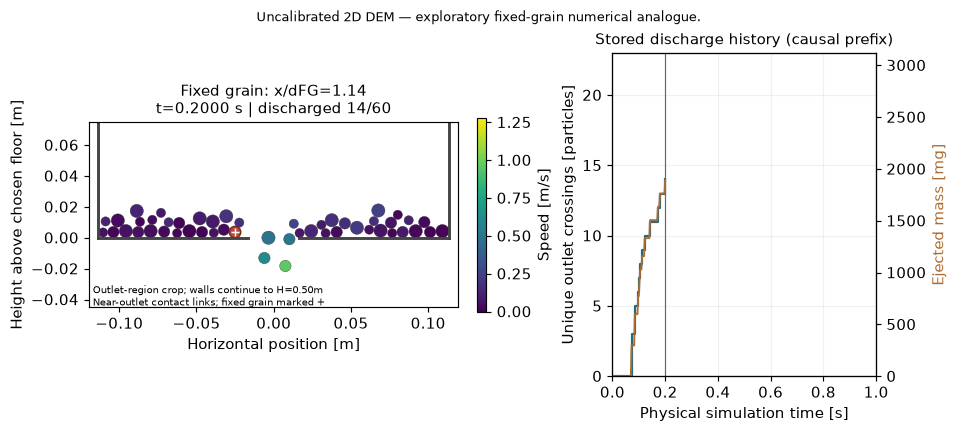 Uncalibrated 2D DEM — exploratory fixed-grain numerical analogue.
Fixed grain: x/dFG=1.14
t=0.2000 s | discharged 14/60
Height above chosen floor [m]
0.06
0.04
0.02
0.00
−0.02
−0.04
Outlet-region crop; walls continue to H=0.50m
Near-outlet contact links; fixed grain marked +
−0.10
−0.05
0.00
0.05
0.10
Horizontal position [m]
1.25
1.00
0.75
0.50
0.25
0.00
Speed [m/s]
Stored discharge history (causal prefix)
Unique outlet crossings [particles]
20
15
10
5
0
0.0
0.2
0.4
0.6
0.8
1.0
Physical simulation time [s]
3000
2500
2000
1500
1000
500
0
Ejected mass [mg]